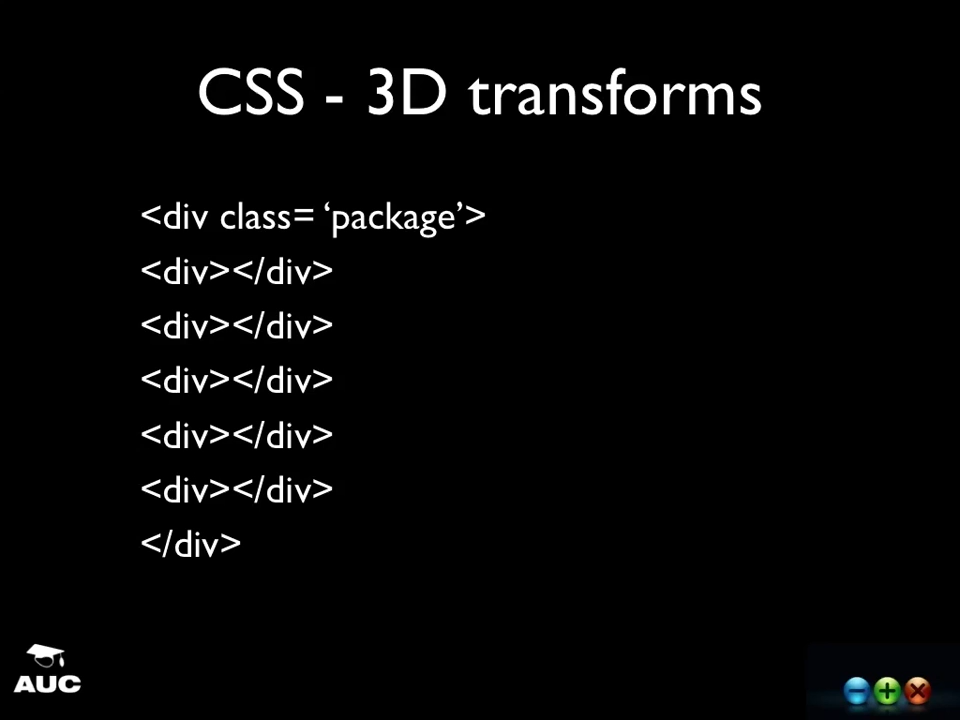 CSS - 3D transforms
<div class= ‘package’>
<div></div>
<div></div>
<div></div>
<div></div>
<div></div>
</div>
AUC